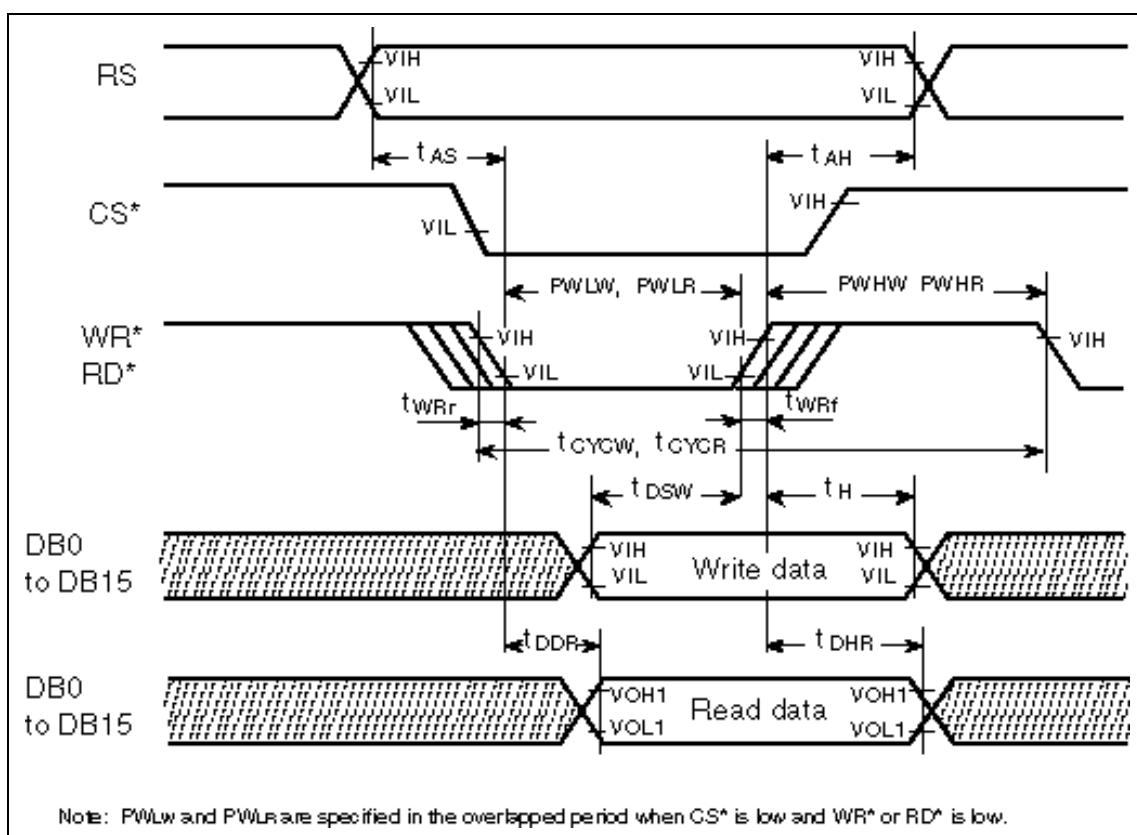 RS
VIH
VIH
VIL
VIL
tAS
tAH
CS*
VIL
VIH
PWLW, PWLR
PWHW PWHR
WR*
RD*
VIH
VIL
VIH
VIL
VIH
tWRr
tWRf
tCYCW, tCYCR
tDSW
tH
DB0
to DB15
VIH
VIL
Write data
VIH
VIL
tDDR
tDHR
DB0
to DB15
VOH1
VOL1
Read data
VOH1
VOL1
Note: PWLW and PWLR are specified in the overlapped period when CS* is low and WR* or RD* is low.